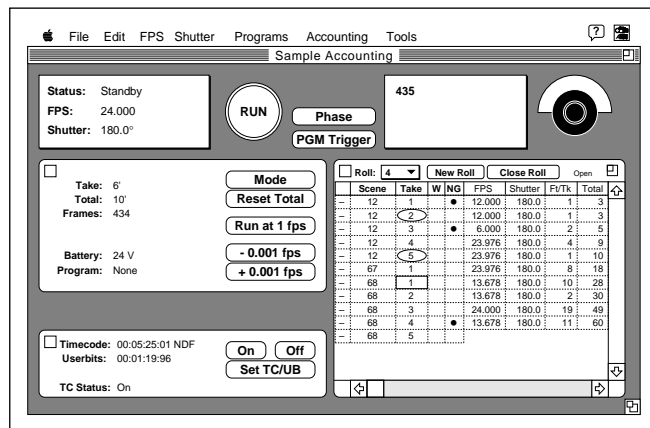 File Edit FPS Shutter Programs Accounting Tools ?
Sample Accounting
Status: Standby
FPS: 24.000
Shutter: 180.0°
RUN
Phase
PGM Trigger
435
Take: 6'
Total: 10'
Frames: 434
Battery: 24 V
Program: None
Mode
Reset Total
Run at 1 fps
- 0.001 fps
+ 0.001 fps
Timecode: 00:05:25:01 NDF
Userbits: 00:01:19:96
TC Status: On
On Off
Set TC/UB
Roll: 4 New Roll Close Roll Open
Scene Take W NG FPS Shutter Ft/Tk Total
– 12 1 ● 12.000 180.0 1 3
– 12 2 12.000 180.0 1 3
– 12 3 ● 6.000 180.0 2 5
– 12 4 23.976 180.0 4 9
– 12 5 23.976 180.0 1 10
– 67 1 23.976 180.0 8 18
– 68 1 13.678 180.0 10 28
– 68 2 13.678 180.0 2 30
– 68 3 24.000 180.0 19 49
– 68 4 ● 13.678 180.0 11 60
– 68 5